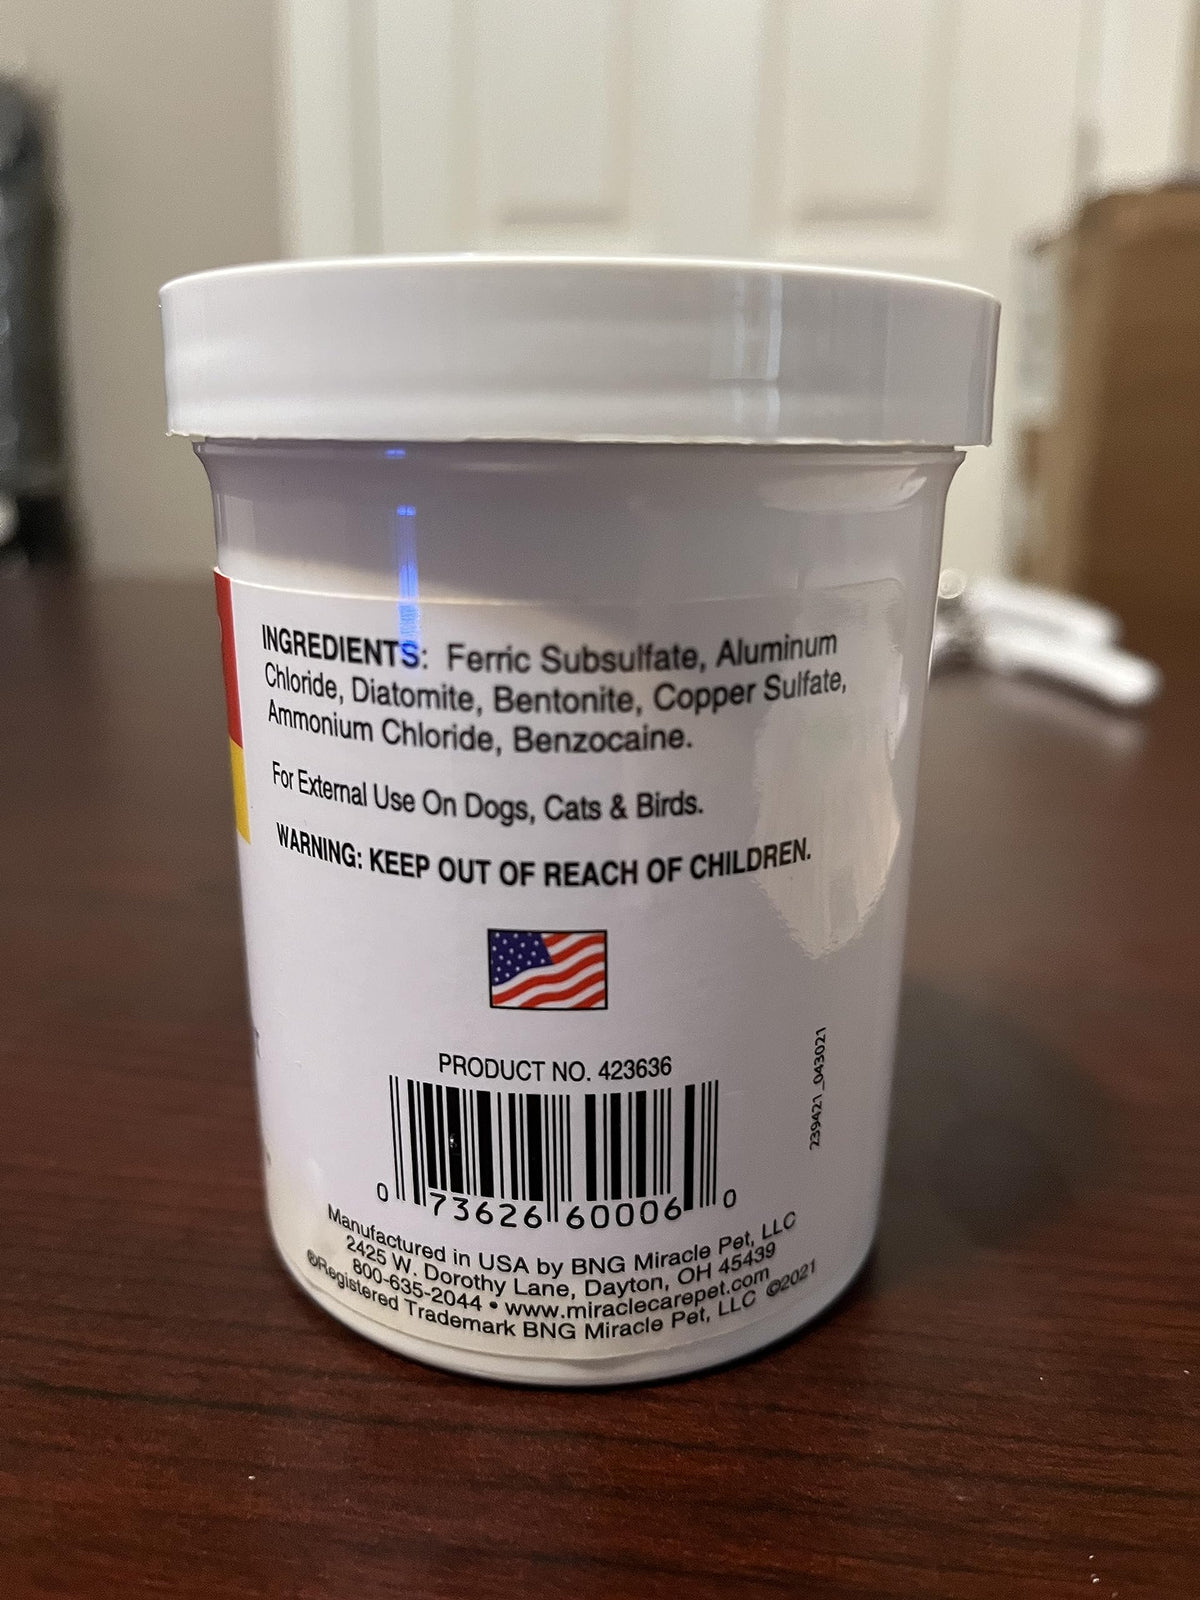 INGREDIENTS: Ferric Subsulfate, Aluminum
Chloride, Diatomite, Bentonite, Copper Sulfate,
Ammonium Chloride, Benzocaine.
For External Use On Dogs, Cats & Birds.
WARNING: KEEP OUT OF REACH OF CHILDREN.
PRODUCT NO. 423636
0 73626 60006 0
239421_043021
Manufactured in USA by BNG Miracle Pet, LLC
2425 W. Dorothy Lane, Dayton, OH 45439
800-635-2044 • www.miraclecarepet.com
®Registered Trademark BNG Miracle Pet, LLC ©2021